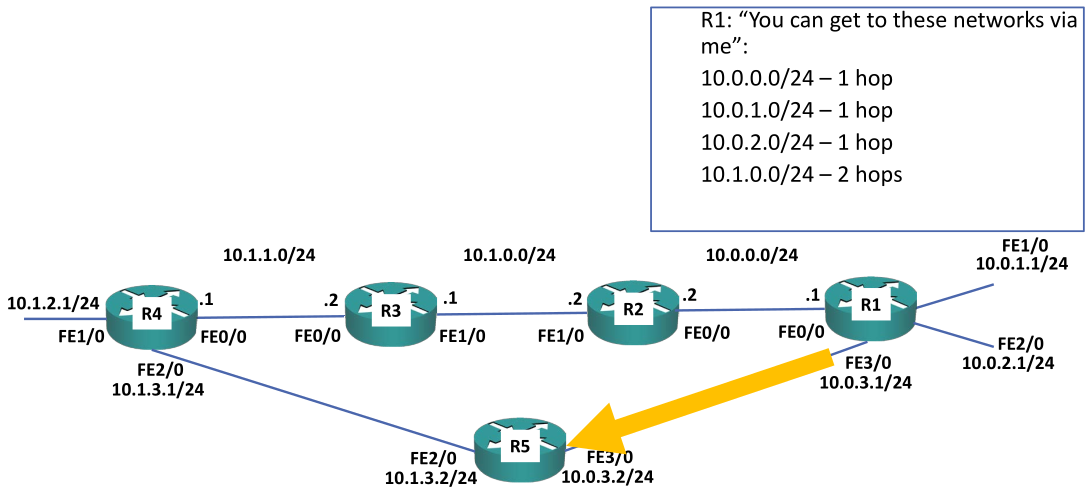 R1: “You can get to these networks via
me”:
10.0.0.0/24 – 1 hop
10.0.1.0/24 – 1 hop
10.0.2.0/24 – 1 hop
10.1.0.0/24 – 2 hops
10.1.1.0/24
10.1.0.0/24
10.0.0.0/24
FE1/0
10.0.1.1/24
10.1.2.1/24
R4
.1
.2
R3
.1
.2
R2
.2
.1
R1
FE1/0
FE0/0
FE0/0
FE1/0
FE1/0
FE0/0
FE0/0
FE2/0
10.0.2.1/24
FE2/0
10.1.3.1/24
FE3/0
10.0.3.1/24
R5
FE2/0
10.1.3.2/24
FE3/0
10.0.3.2/24